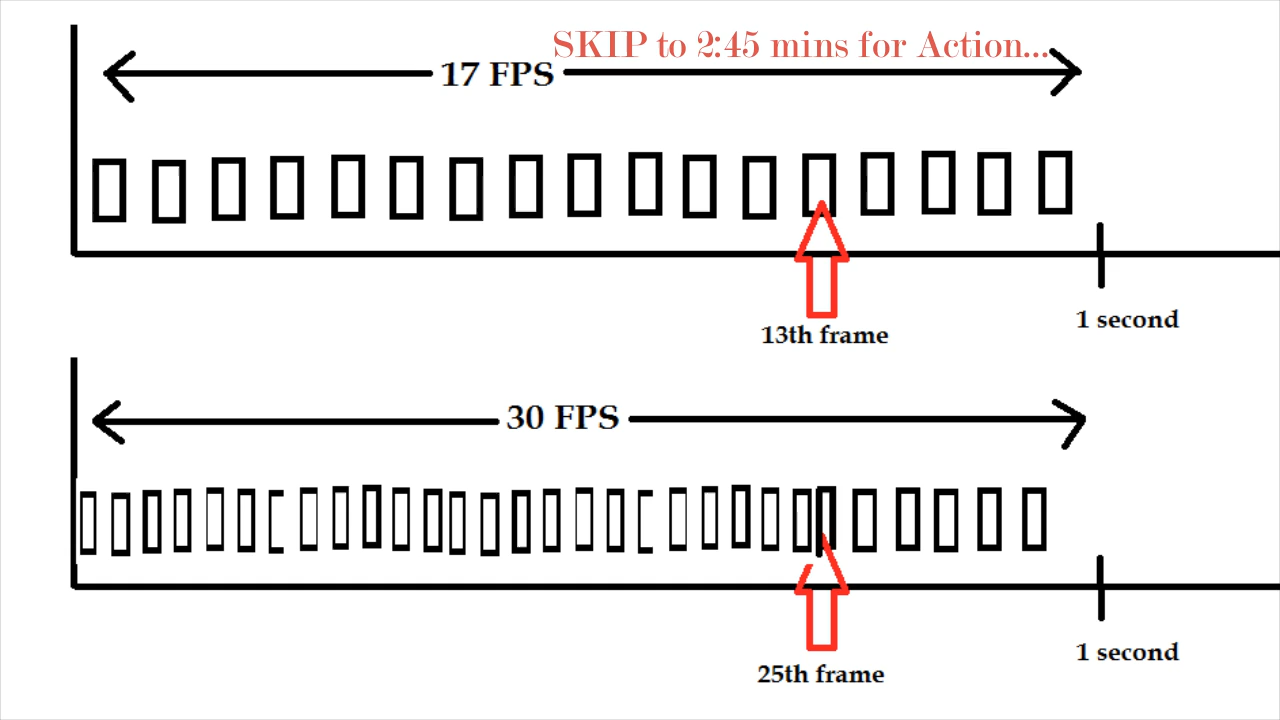 SKIP to 2:45 mins for Action...
17 FPS
13th frame
1 second
30 FPS
1 second
25th frame